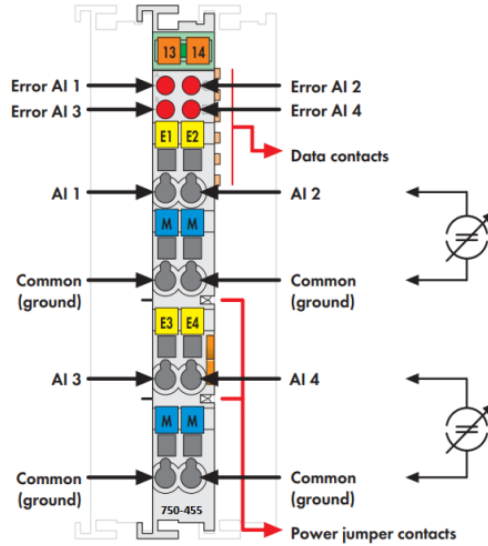 13 14
Error AI 1
Error AI 2
Error AI 3
Error AI 4
E1 E2
Data contacts
AI 1
AI 2
M M
Common
(ground)
Common
(ground)
E3 E4
AI 3
AI 4
M M
Common
(ground)
Common
(ground)
750-455
Power jumper contacts